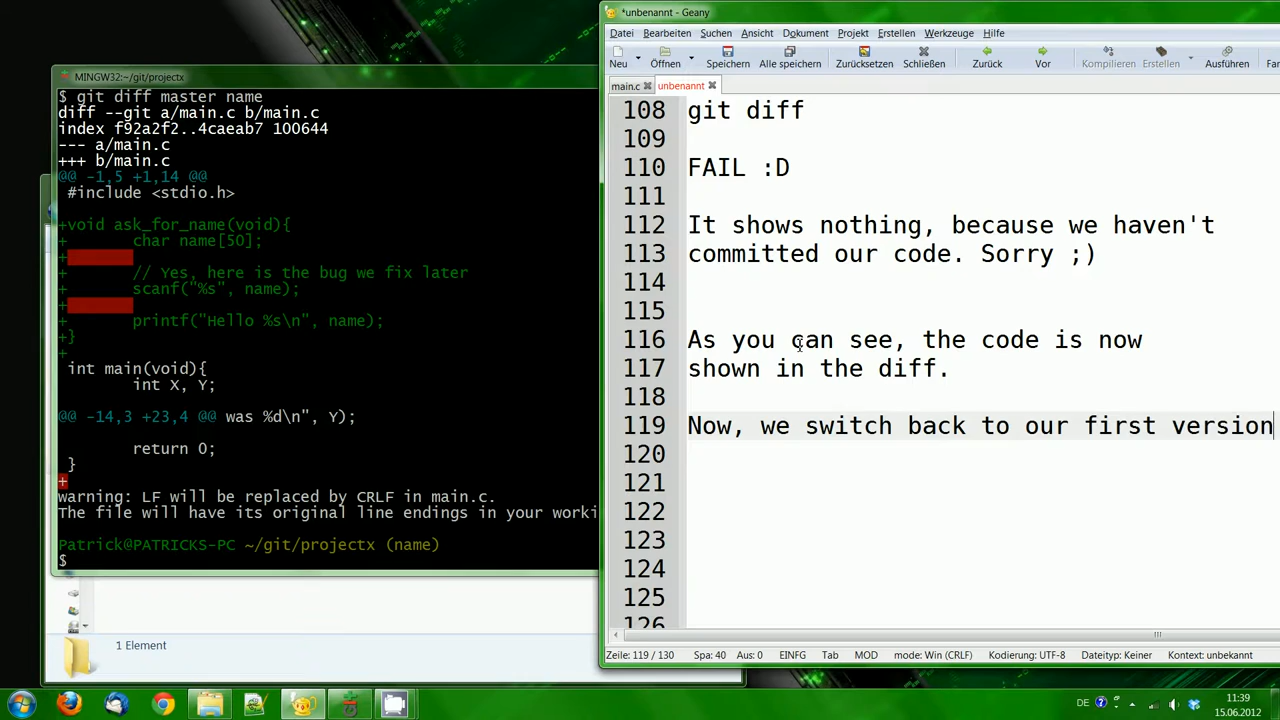 MINGW32:~/git/projectx
$ git diff master name
diff --git a/main.c b/main.c
index f92a2f2..4caeab7 100644
--- a/main.c
+++ b/main.c
@@ -1,5 +1,14 @@
#include <stdio.h>
+void ask_for_name(void){
+ char name[50];
+
+ // Yes, here is the bug we fix later
+ scanf("%s", name);
+
+ printf("Hello %s\n", name);
+}
+
int main(void){
int X, Y;
@@ -14,3 +23,4 @@ was %d\n", Y);
return 0;
}
+
warning: LF will be replaced by CRLF in main.c.
The file will have its original line endings in your worki
Patrick@PATRICKS-PC ~/git/projectx (name)
$
1 Element
*unbenannt - Geany
Datei Bearbeiten Suchen Ansicht Dokument Projekt Erstellen Werkzeuge Hilfe
Neu Öffnen Speichern Alle speichern Zurücksetzen Schließen Zurück Vor Kompilieren Erstellen Ausführen Far
main.c unbenannt
108 git diff
109
110 FAIL :D
111
112 It shows nothing, because we haven't
113 committed our code. Sorry ;)
114
115
116 As you can see, the code is now
117 shown in the diff.
118
119 Now, we switch back to our first version
120
121
122
123
124
125
126
Zeile: 119 / 130 Spa: 40 Aus: 0 EINFG Tab MOD mode: Win (CRLF) Kodierung: UTF-8 Dateityp: Keiner Kontext: unbekannt
DE 11:39
15.06.2012